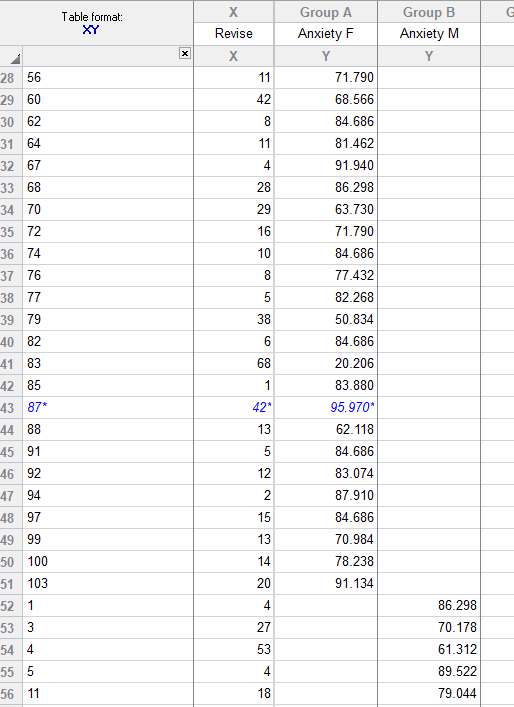 Table format: X Group A Group B G
XY Revise Anxiety F Anxiety M
X Y Y
28 56 11 71.790
29 60 42 68.566
30 62 8 84.686
31 64 11 81.462
32 67 4 91.940
33 68 28 86.298
34 70 29 63.730
35 72 16 71.790
36 74 10 84.686
37 76 8 77.432
38 77 5 82.268
39 79 38 50.834
40 82 6 84.686
41 83 68 20.206
42 85 1 83.880
43 87* 42* 95.970*
44 88 13 62.118
45 91 5 84.686
46 92 12 83.074
47 94 2 87.910
48 97 15 84.686
49 99 13 70.984
50 100 14 78.238
51 103 20 91.134
52 1 4 86.298
53 3 27 70.178
54 4 53 61.312
55 5 4 89.522
56 11 18 79.044